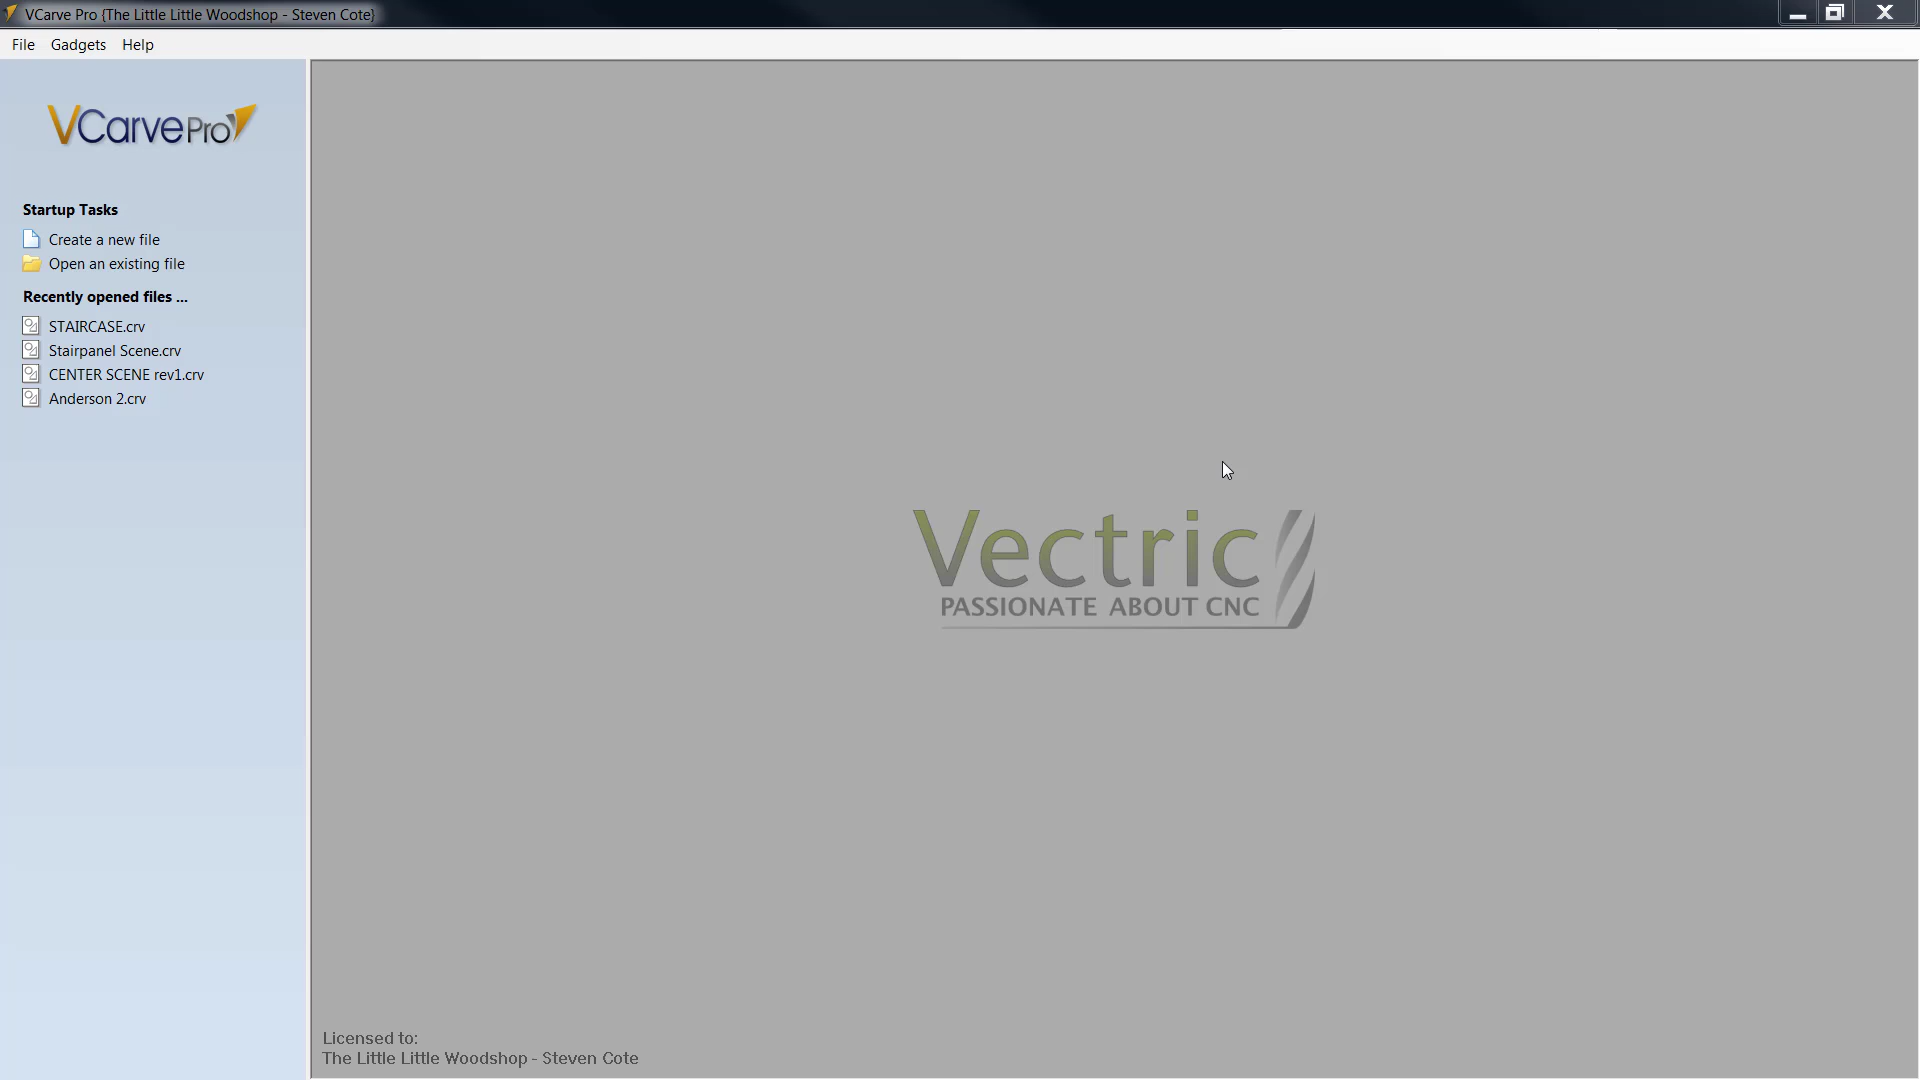 VCarve Pro {The Little Little Woodshop - Steven Cote}
File Gadgets Help
VCarve Pro
Startup Tasks
Create a new file
Open an existing file
Recently opened files ...
STAIRCASE.crv
Stairpanel Scene.crv
CENTER SCENE rev1.crv
Anderson 2.crv
Vectric
PASSIONATE ABOUT CNC
Licensed to:
The Little Little Woodshop - Steven Cote